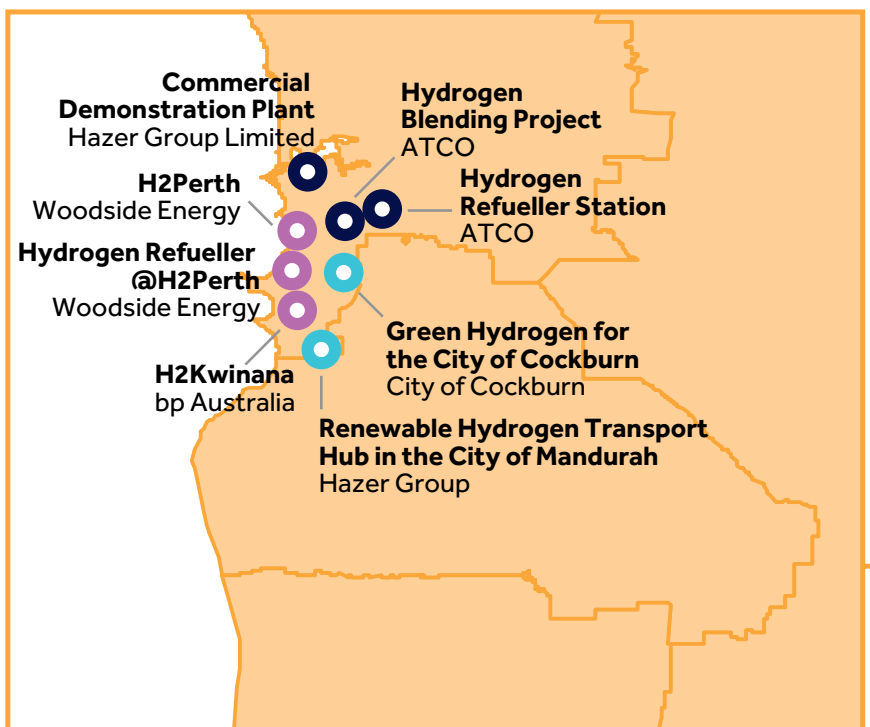 Commercial
Demonstration Plant
Hazer Group Limited
Hydrogen
Blending Project
ATCO
H2Perth
Woodside Energy
Hydrogen
Refueller Station
ATCO
Hydrogen Refueller
@H2Perth
Woodside Energy
Green Hydrogen for
the City of Cockburn
City of Cockburn
H2Kwinana
bp Australia
Renewable Hydrogen Transport
Hub in the City of Mandurah
Hazer Group